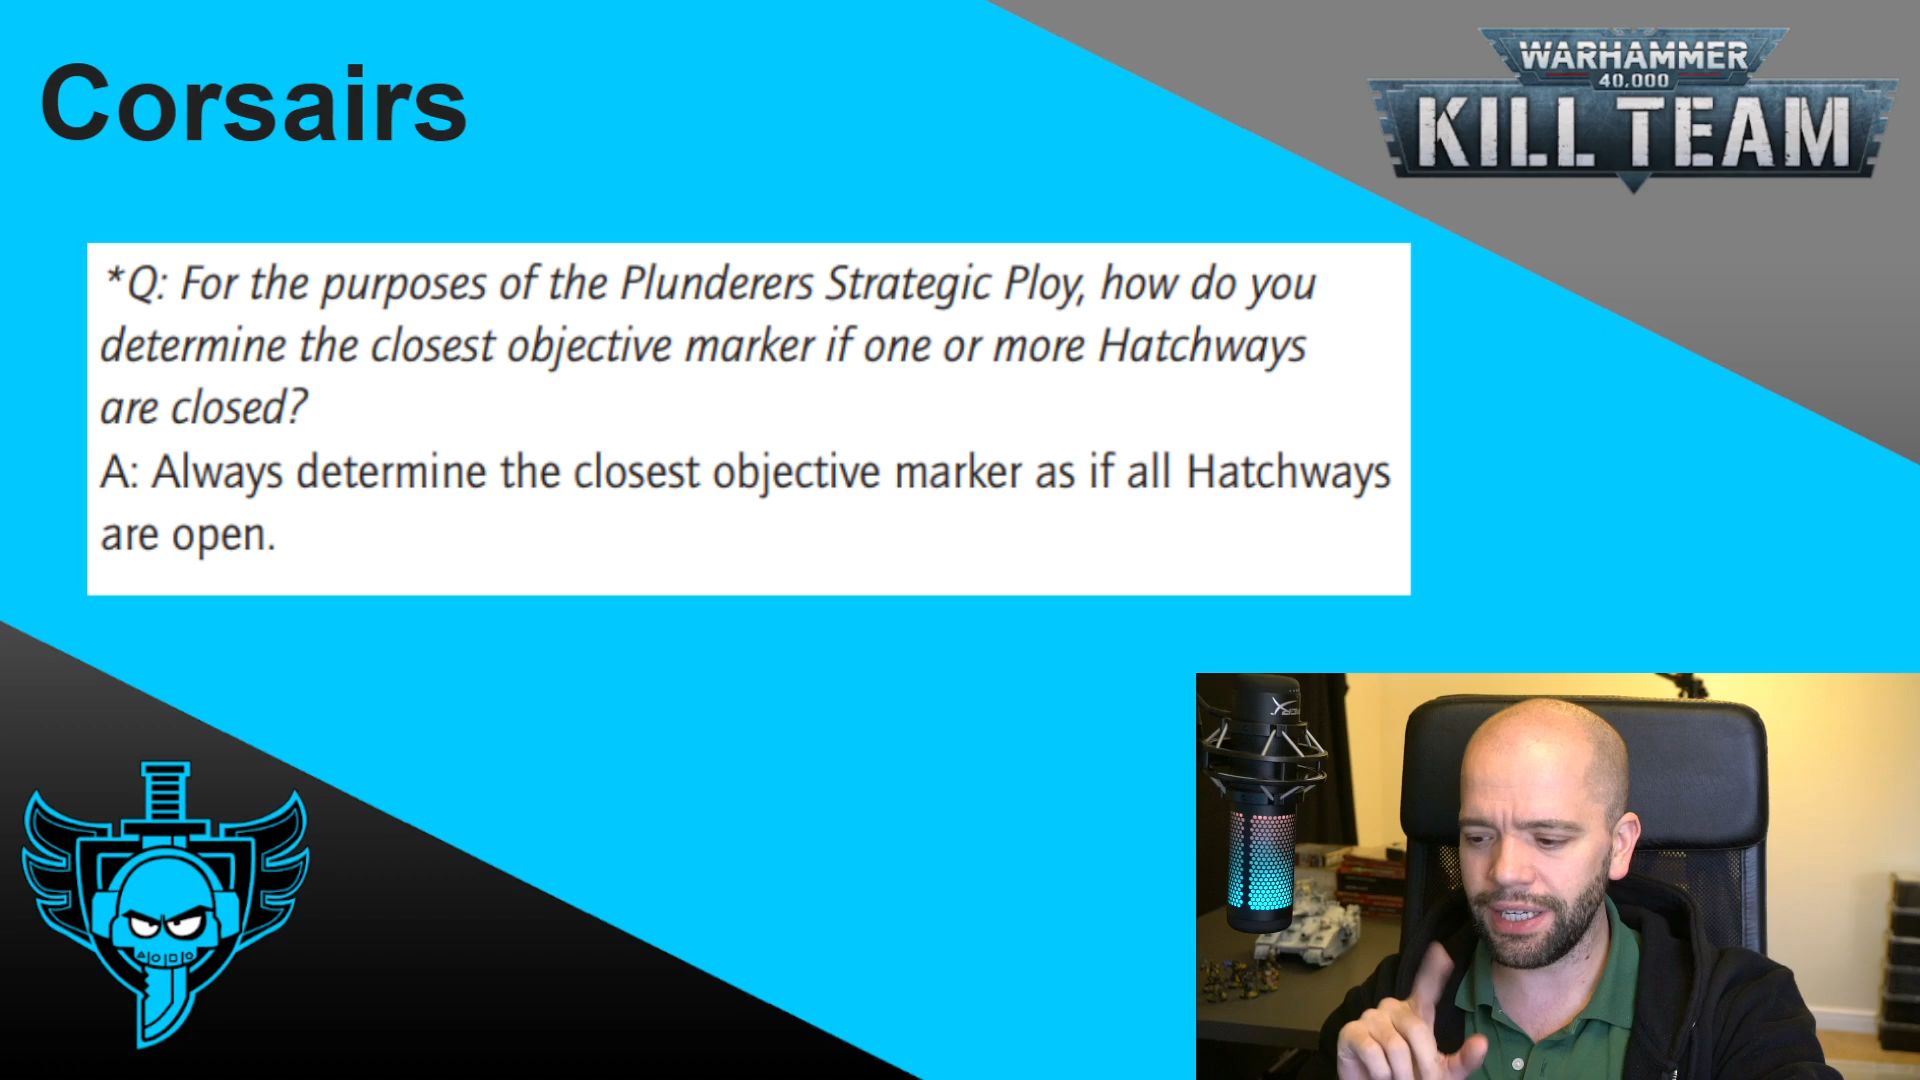 Corsairs
WARHAMMER
40,000
KILL TEAM
*Q: For the purposes of the Plunderers Strategic Ploy, how do you
determine the closest objective marker if one or more Hatchways
are closed?
A: Always determine the closest objective marker as if all Hatchways
are open.